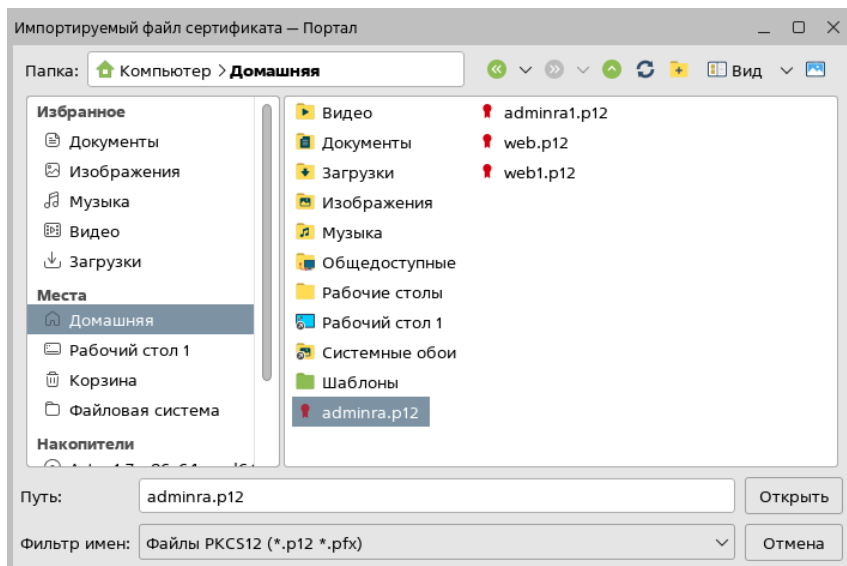 Импортируемый файл сертификата — Портал
Папка: Компьютер > Домашняя
Вид
Избранное
Документы
Изображения
Музыка
Видео
Загрузки
Места
Домашняя
Рабочий стол 1
Корзина
Файловая система
Накопители
Видео
Документы
Загрузки
Изображения
Музыка
Общедоступные
Рабочие столы
Рабочий стол 1
Системные обои
Шаблоны
adminra.p12
adminra1.p12
web.p12
web1.p12
Путь: adminra.p12
Открыть
Фильтр имен: Файлы PKCS12 (*.p12 *.pfx)
Отмена